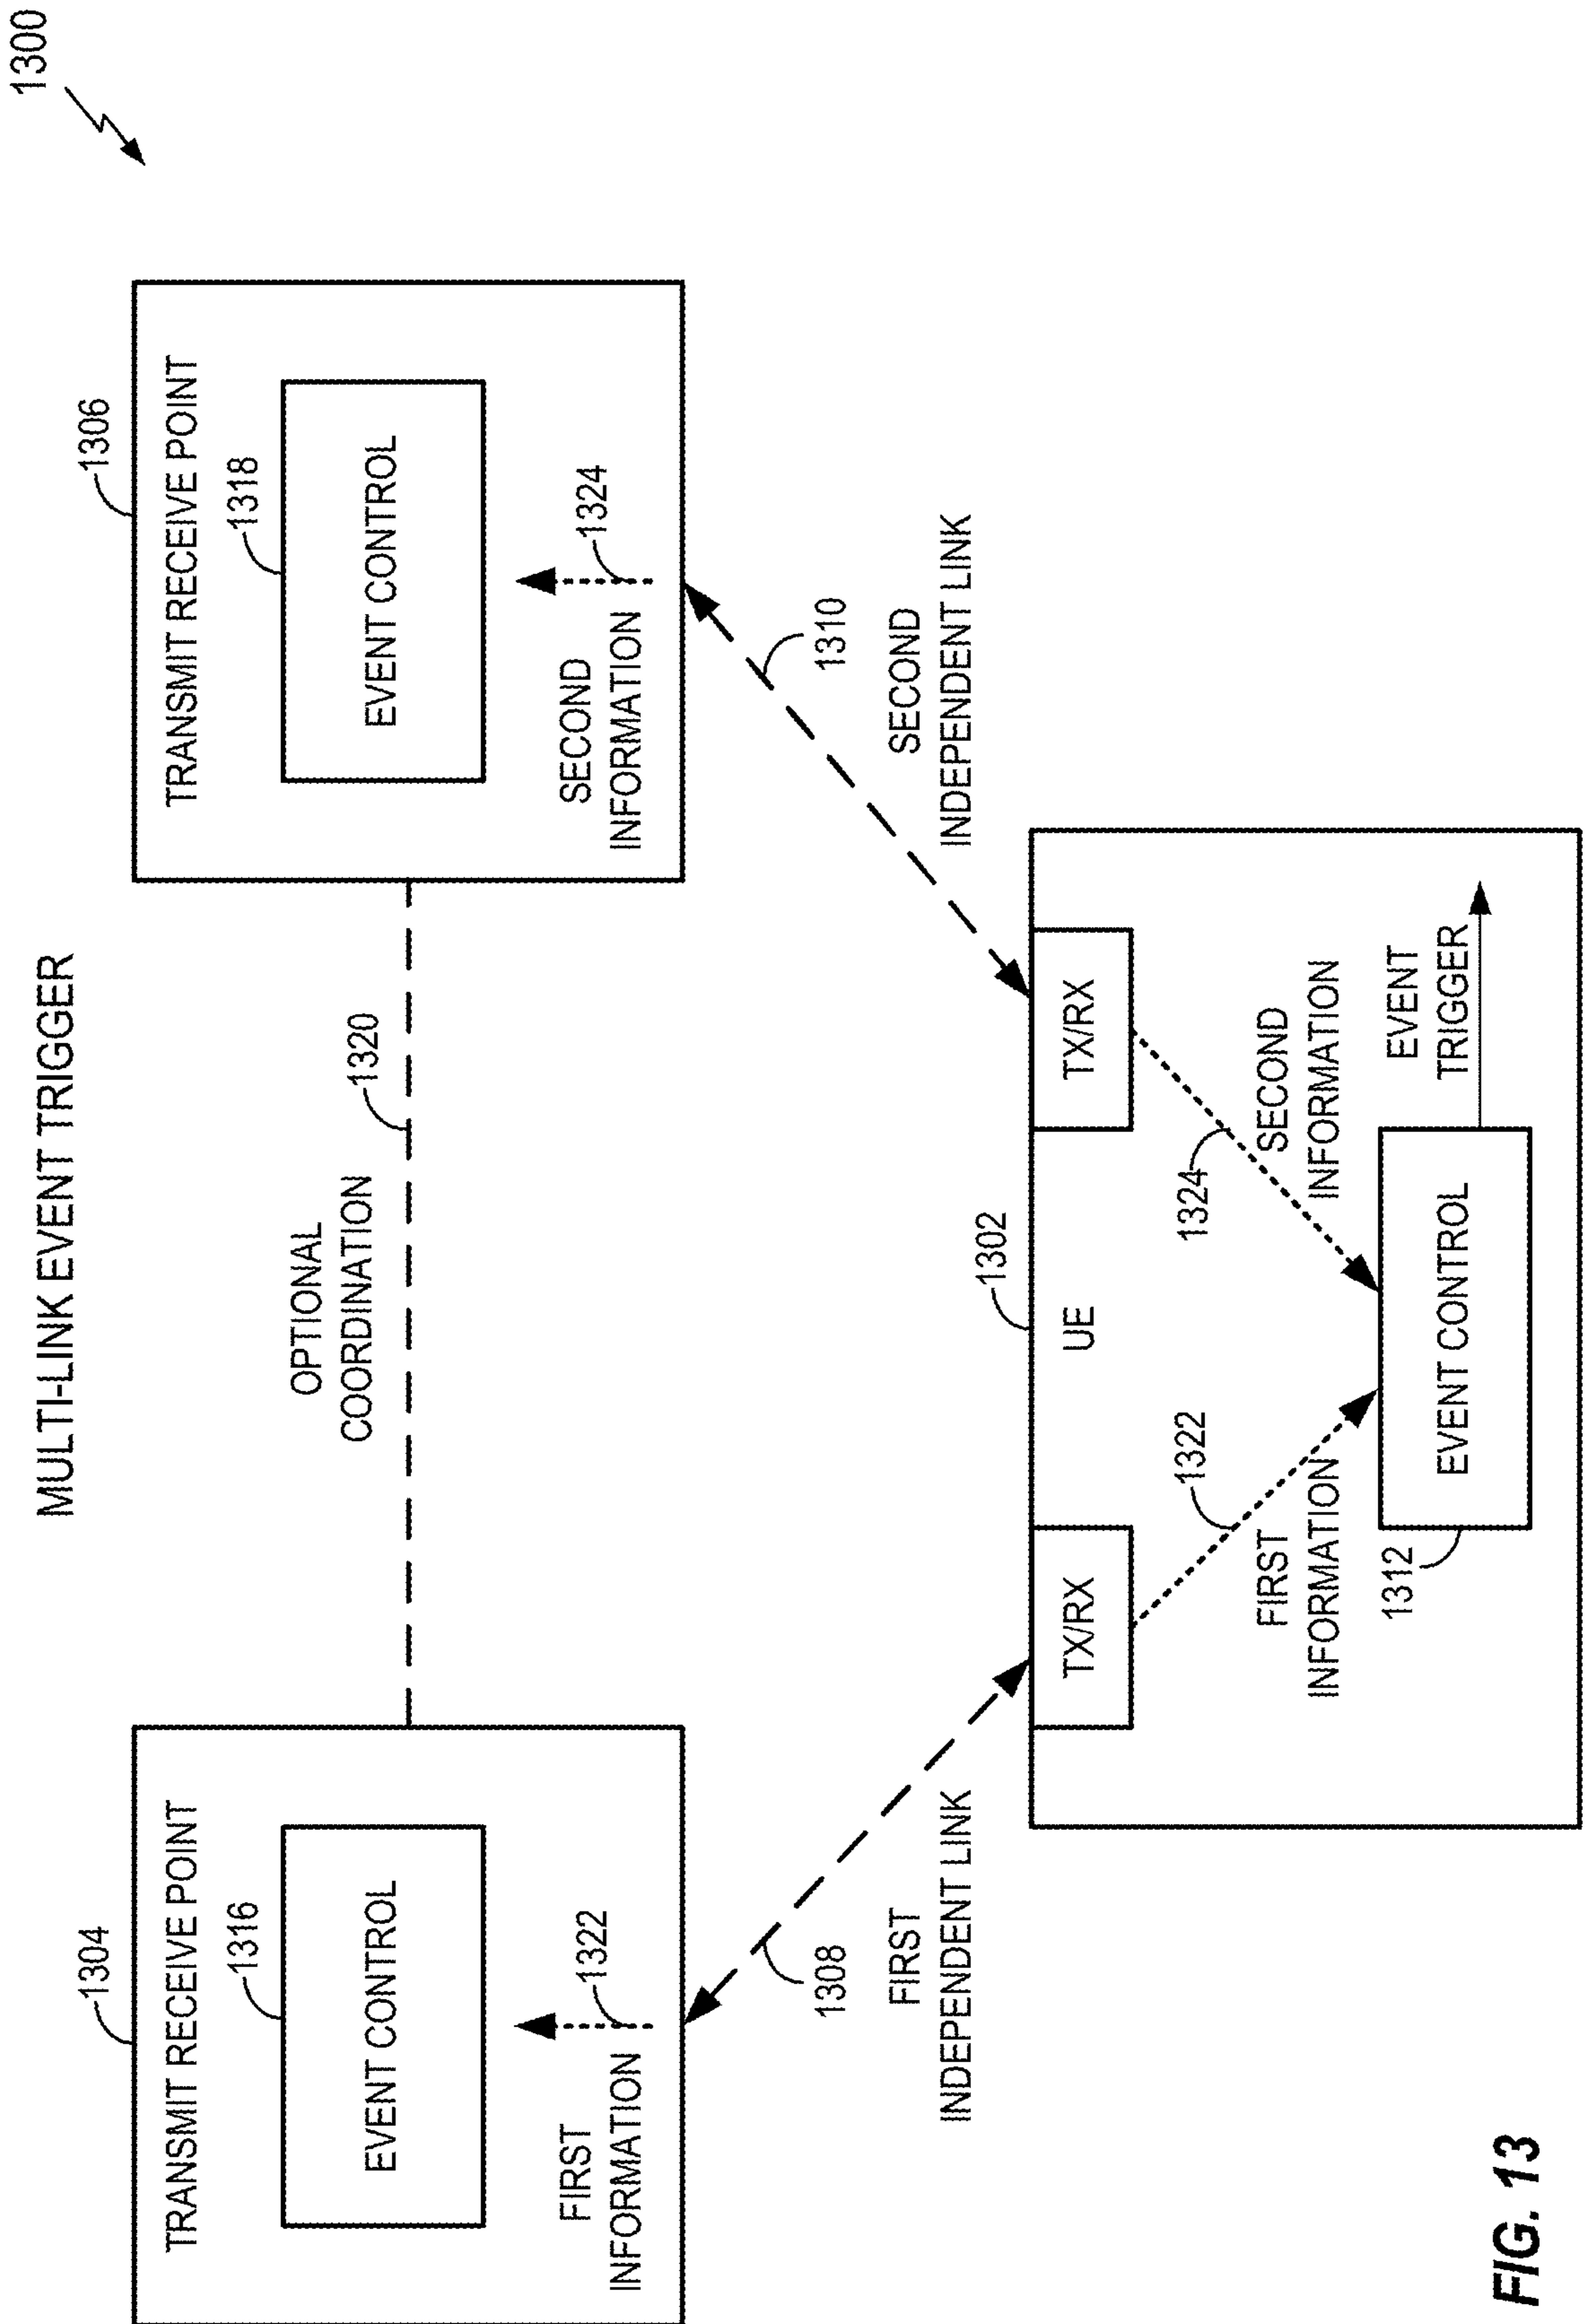 1300
MULTI-LINK EVENT TRIGGER
1304
TRANSMIT RECEIVE POINT
1316
EVENT CONTROL
FIRST
INFORMATION
1322
OPTIONAL
COORDINATION
1320
1306
TRANSMIT RECEIVE POINT
1318
EVENT CONTROL
SECOND
INFORMATION
1324
1308
FIRST
INDEPENDENT LINK
1310
SECOND
INDEPENDENT LINK
1302
TX/RX
UE
TX/RX
1322
FIRST
INFORMATION
1324
SECOND
INFORMATION
1312
EVENT CONTROL
EVENT
TRIGGER
FIG. 13